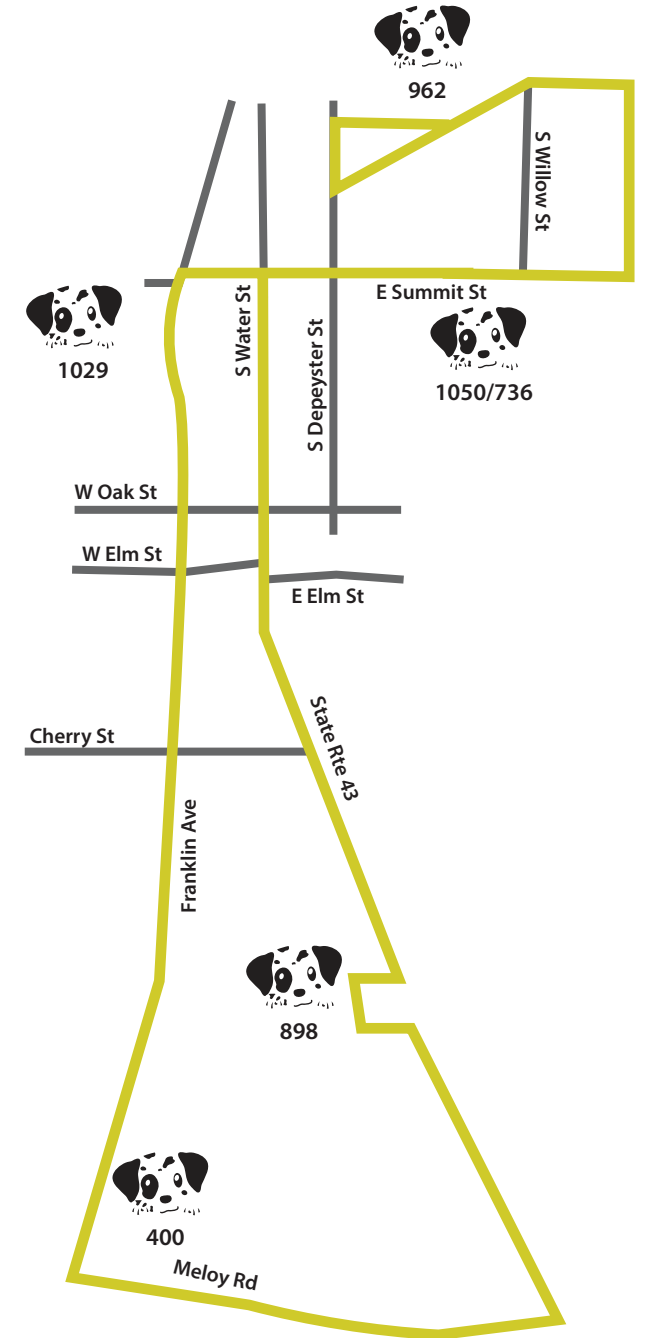 962
S Willow St
E Summit St
1029
S Water St
S Depeyster St
1050/736
W Oak St
W Elm St
E Elm St
State Rte 43
Cherry St
Franklin Ave
898
400
Meloy Rd